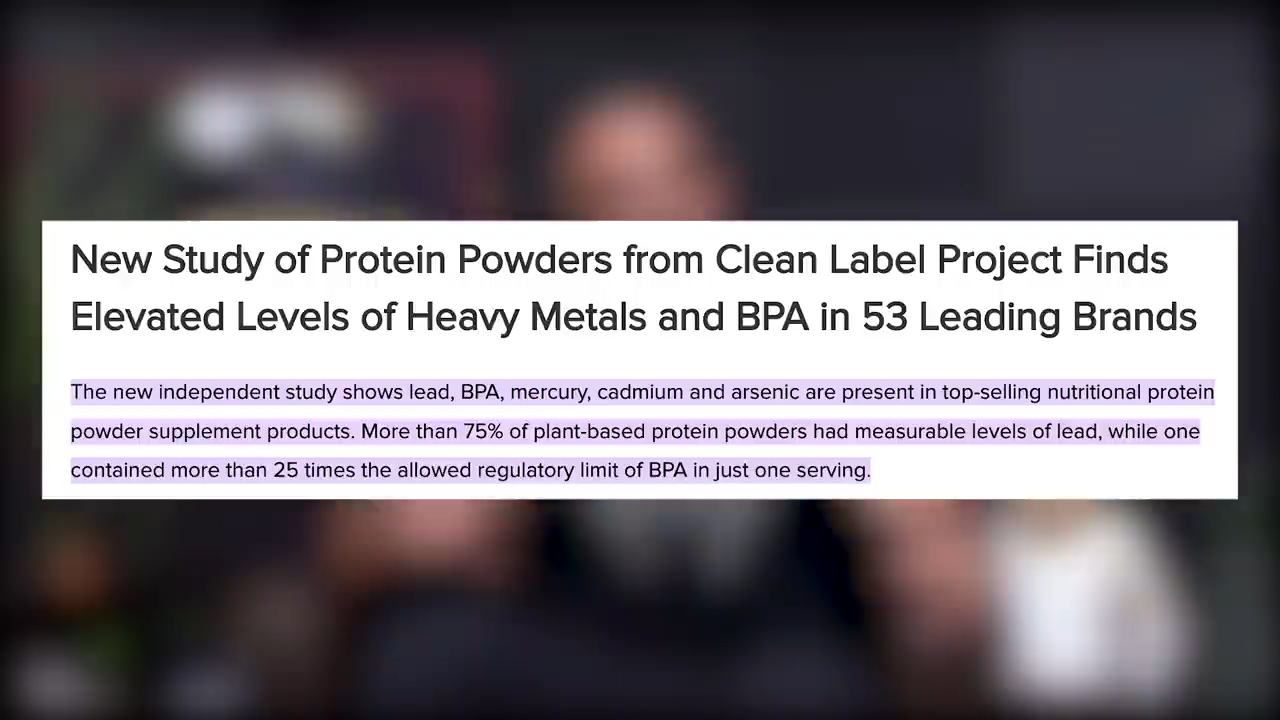 New Study of Protein Powders from Clean Label Project Finds
Elevated Levels of Heavy Metals and BPA in 53 Leading Brands
The new independent study shows lead, BPA, mercury, cadmium and arsenic are present in top-selling nutritional protein
powder supplement products. More than 75% of plant-based protein powders had measurable levels of lead, while one
contained more than 25 times the allowed regulatory limit of BPA in just one serving.